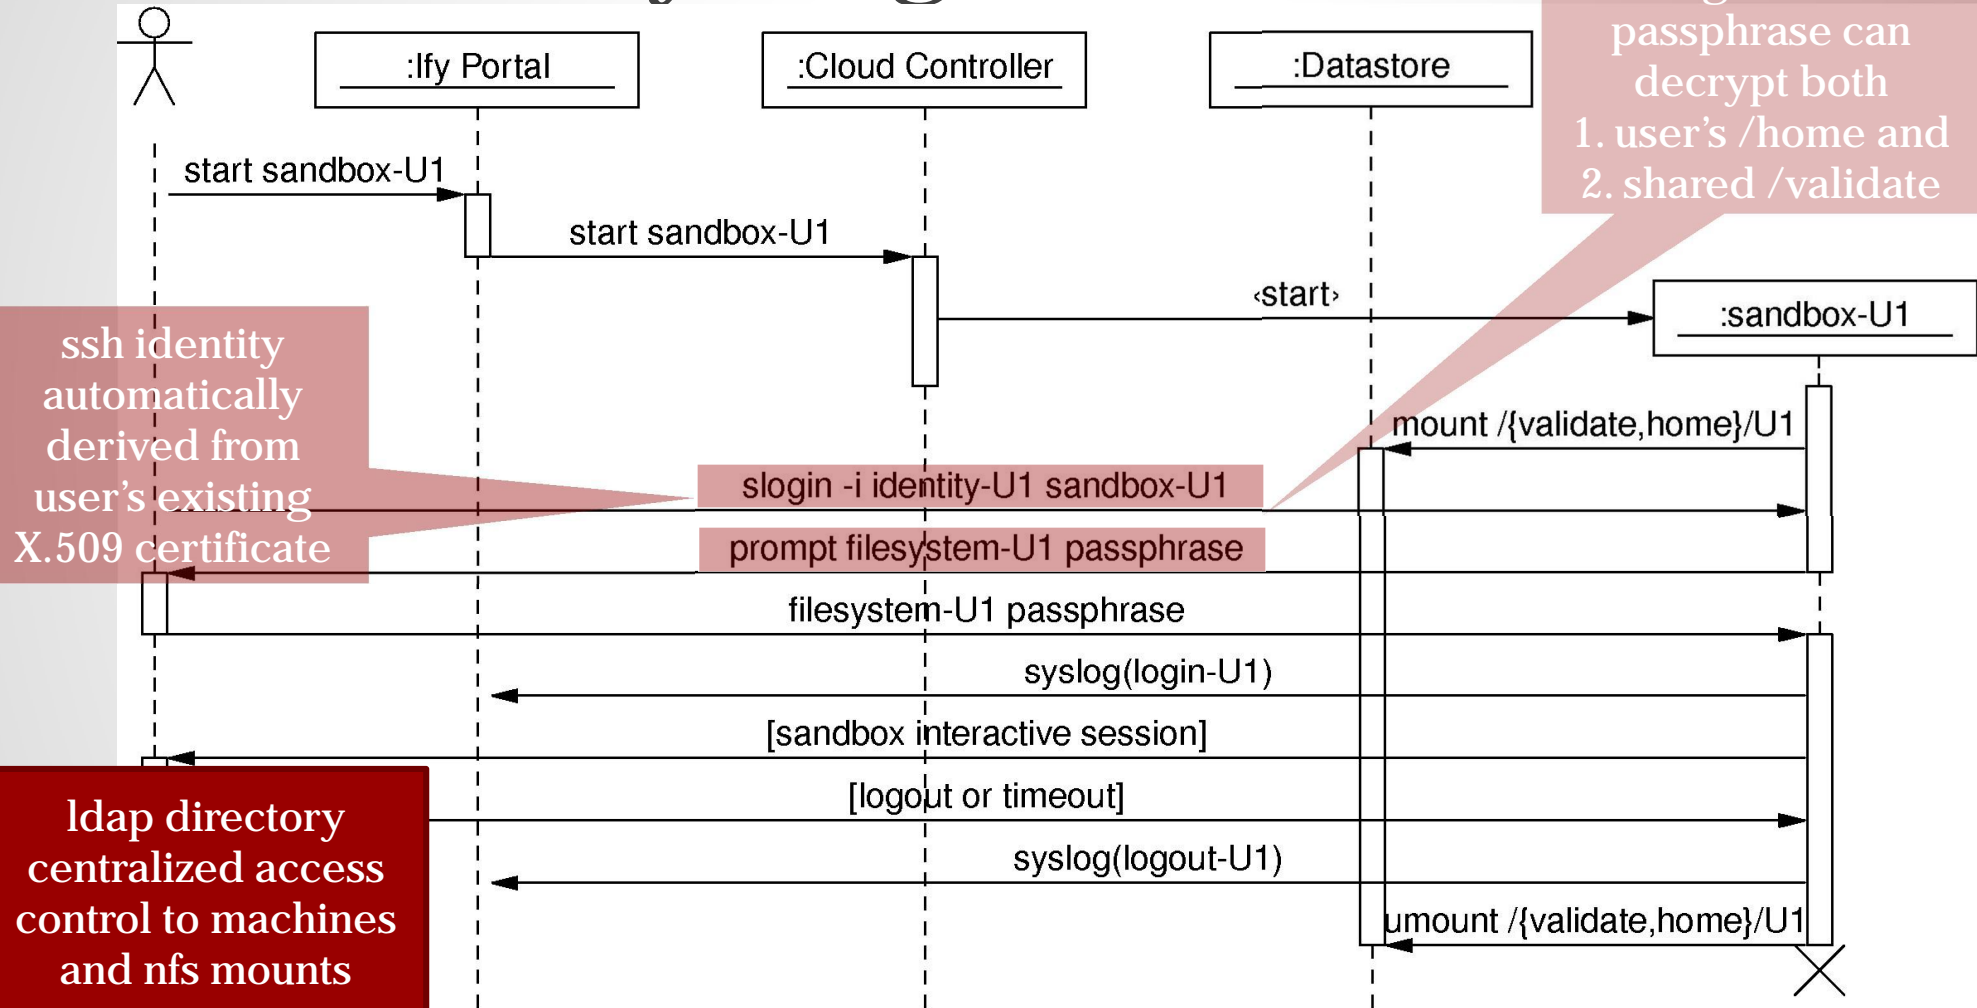 :Ify Portal
:Cloud Controller
:Datastore
passphrase can
decrypt both
1. user's /home and
2. shared /validate
start sandbox-U1
start sandbox-U1
‹start›
:sandbox-U1
ssh identity
automatically
derived from
user's existing
X.509 certificate
mount /{validate,home}/U1
slogin -i identity-U1 sandbox-U1
prompt filesystem-U1 passphrase
filesystem-U1 passphrase
syslog(login-U1)
[sandbox interactive session]
[logout or timeout]
syslog(logout-U1)
umount /{validate,home}/U1
ldap directory
centralized access
control to machines
and nfs mounts